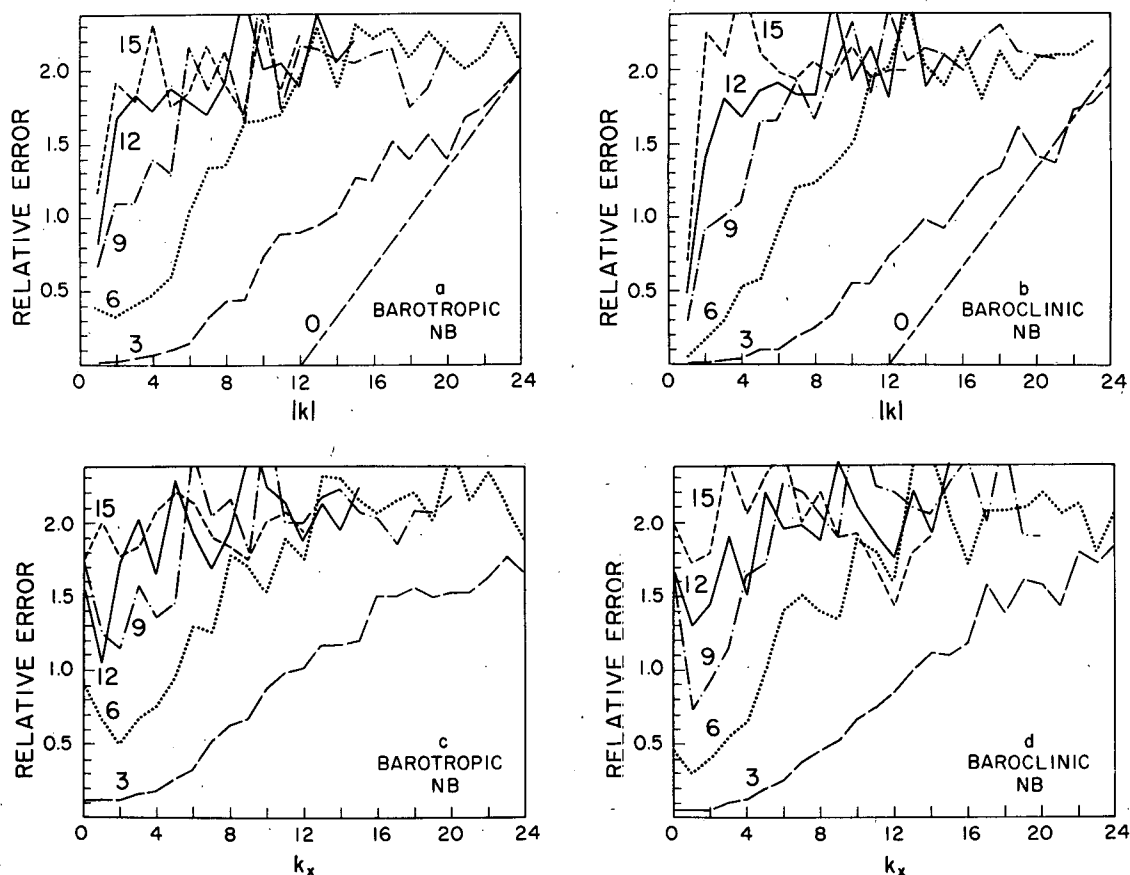 RELATIVE ERROR
2.0
1.5
1.0
0.5
15
12
9
6
3
0
a
BAROTROPIC
NB
0 4 8 12 16 20 24
|k|
RELATIVE ERROR
2.0
1.5
1.0
0.5
15
12
9
6
3
0
b
BAROCLINIC
NB
0 4 8 12 16 20 24
|k|
RELATIVE ERROR
2.0
1.5
1.0
0.5
15
9
12
6
3
c
BAROTROPIC
NB
0 4 8 12 16 20 24
kx
RELATIVE ERROR
2.0
1.5
1.0
0.5
15
12
9
6
3
d
BAROCLINIC
NB
0 4 8 12 16 20 24
kx